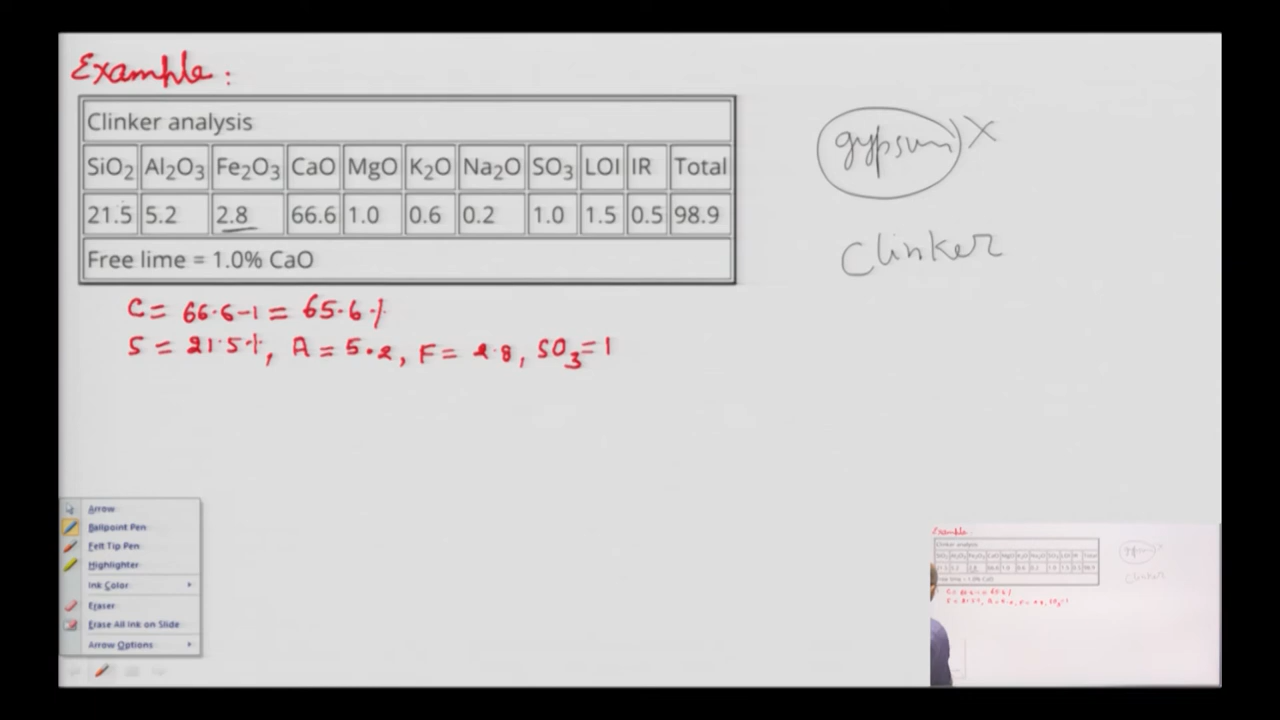 Example:
Clinker analysis
SiO2 Al2O3 Fe2O3 CaO MgO K2O Na2O SO3 LOI IR Total
21.5 5.2 2.8 66.6 1.0 0.6 0.2 1.0 1.5 0.5 98.9
Free lime = 1.0% CaO
C = 66.6-1 = 65.6%
S = 21.5%, A = 5.2, F = 2.8, SO3=1
gypsum X
Clinker
Arrow
Ballpoint Pen
Felt Tip Pen
Highlighter
Ink Color
Eraser
Erase All Ink on Slide
Arrow Options